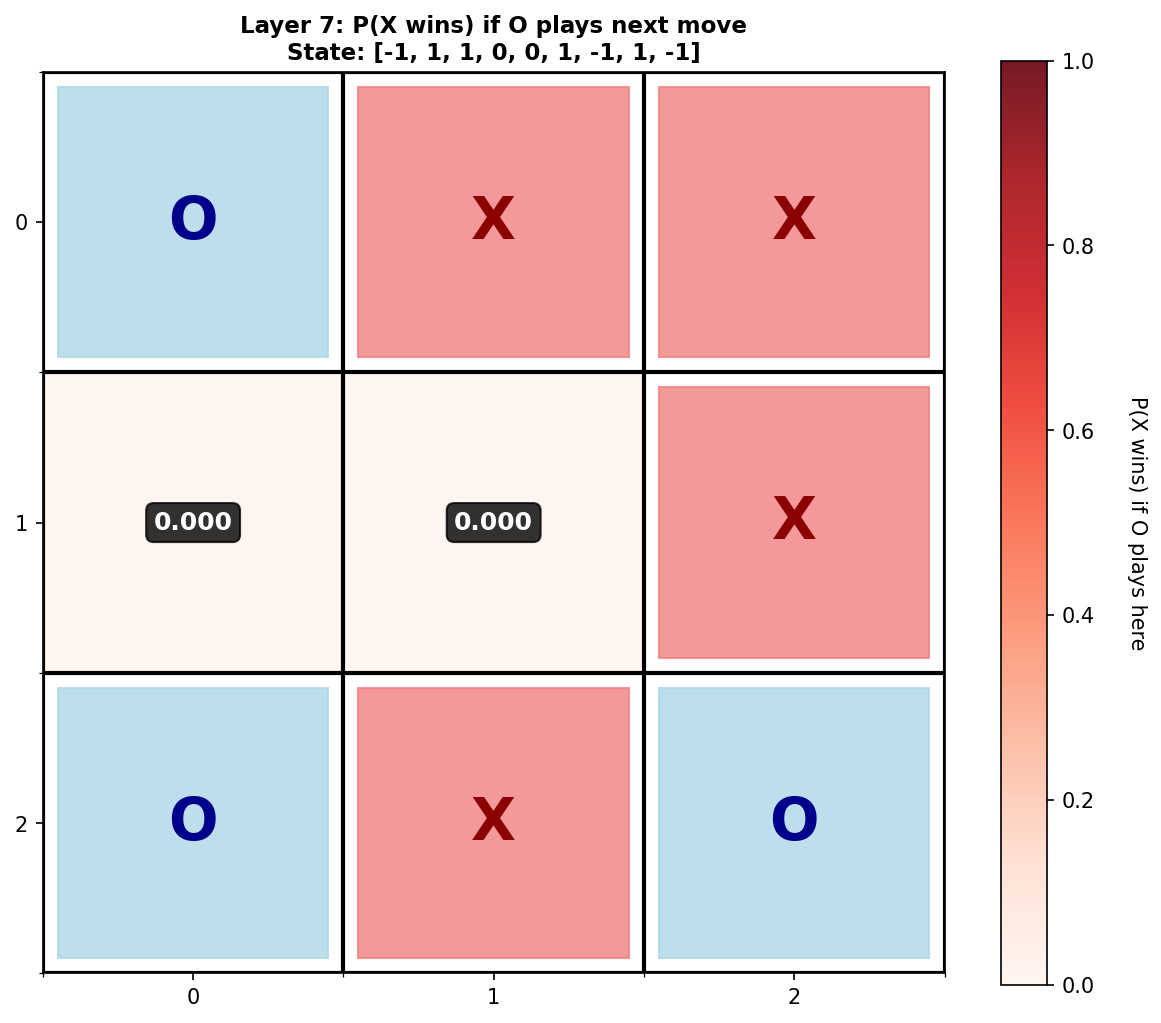 Layer 7: P(X wins) if O plays next move
State: [-1, 1, 1, 0, 0, 1, -1, 1, -1]
O X X
0.000 0.000 X
O X O
0
1
2
0 1 2
1.0
0.8
0.6
0.4
0.2
0.0
P(X wins) if O plays here